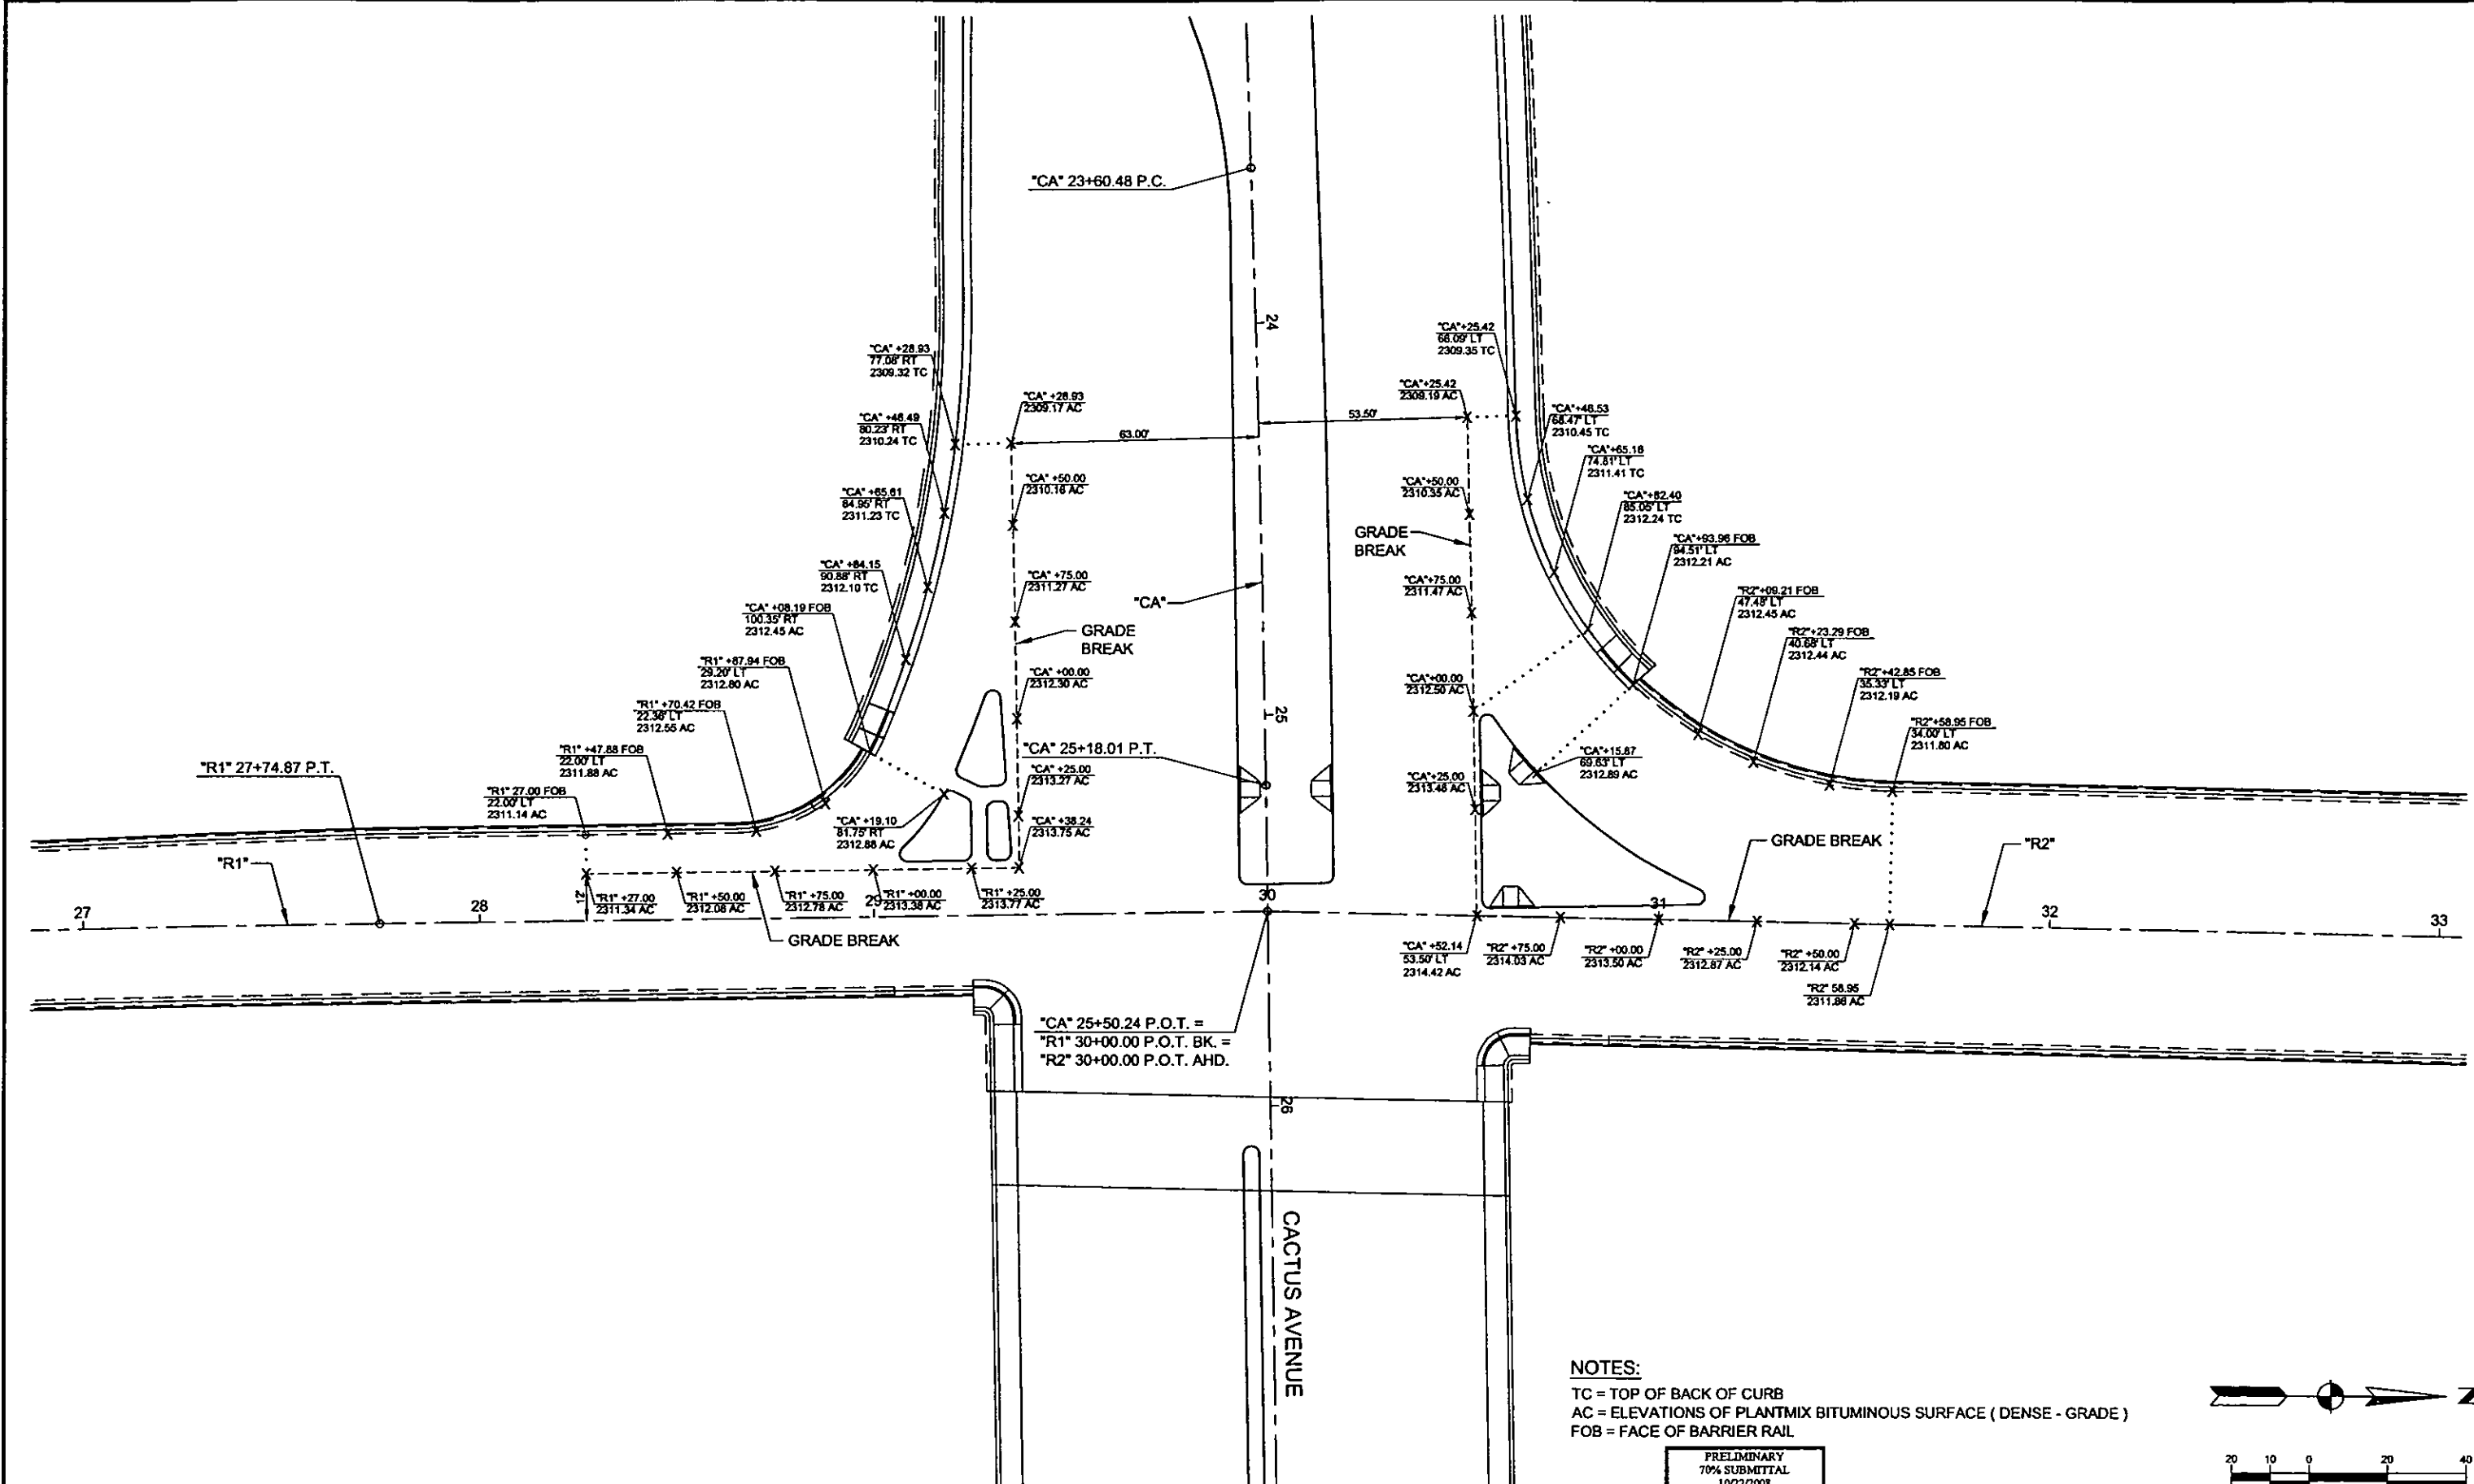 "CA" 23+60.48 P.C.
24
"CA" +28.93
77.08' RT
2309.32 TC
"CA" +28.93
2309.17 AC
63.00'
53.50'
"CA"+25.42
66.09' LT
2309.35 TC
"CA"+25.42
2309.19 AC
"CA" +46.49
80.23' RT
2310.24 TC
"CA"+46.53
68.47' LT
2310.45 TC
"CA"+65.18
74.81' LT
2311.41 TC
"CA" +50.00
2310.16 AC
"CA"+50.00
2310.35 AC
"CA" +65.61
84.95' RT
2311.23 TC
"CA"+82.40
85.05' LT
2312.24 TC
GRADE
BREAK
"CA"+93.96 FOB
94.51' LT
2312.21 AC
"CA" +84.15
90.88' RT
2312.10 TC
"CA" +75.00
2311.27 AC
"CA"
"CA"+75.00
2311.47 AC
"R2"+09.21 FOB
47.48' LT
2312.45 AC
"CA" +08.19 FOB
100.35' RT
2312.45 AC
GRADE
BREAK
"R2"+23.29 FOB
40.68' LT
2312.44 AC
"R1" +87.94 FOB
29.20' LT
2312.80 AC
"CA" +00.00
2312.30 AC
"CA"+00.00
2312.50 AC
"R2"+42.85 FOB
35.33' LT
2312.19 AC
"R1" +70.42 FOB
22.36' LT
2312.55 AC
25
"R2"+58.95 FOB
34.00' LT
2311.80 AC
"R1" +47.88 FOB
22.00' LT
2311.88 AC
"CA" 25+18.01 P.T.
"CA"+15.87
69.63' LT
2312.89 AC
"R1" 27+74.87 P.T.
"CA" +25.00
2313.27 AC
"CA"+25.00
2313.48 AC
"R1" 27.00 FOB
22.00' LT
2311.14 AC
"CA" +19.10
81.75' RT
2312.88 AC
"CA" +38.24
2313.75 AC
GRADE BREAK
"R2"
"R1"
27
28
21'
"R1" +27.00
2311.34 AC
"R1" +50.00
2312.08 AC
"R1" +75.00
2312.78 AC
29
"R1" +00.00
2313.38 AC
"R1" +25.00
2313.77 AC
30
31
32
33
GRADE BREAK
"CA" +52.14
53.50' LT
2314.42 AC
"R2" +75.00
2314.03 AC
"R2" +00.00
2313.50 AC
"R2" +25.00
2312.87 AC
"R2" +50.00
2312.14 AC
"R2" 58.95
2311.86 AC
"CA" 25+50.24 P.O.T. =
"R1" 30+00.00 P.O.T. BK. =
"R2" 30+00.00 P.O.T. AHD.
26
CACTUS AVENUE
NOTES:
TC = TOP OF BACK OF CURB
AC = ELEVATIONS OF PLANTMIX BITUMINOUS SURFACE ( DENSE - GRADE )
FOB = FACE OF BARRIER RAIL
PRELIMINARY
70% SUBMITTAL
10/22/2008
20 10 0 20 40